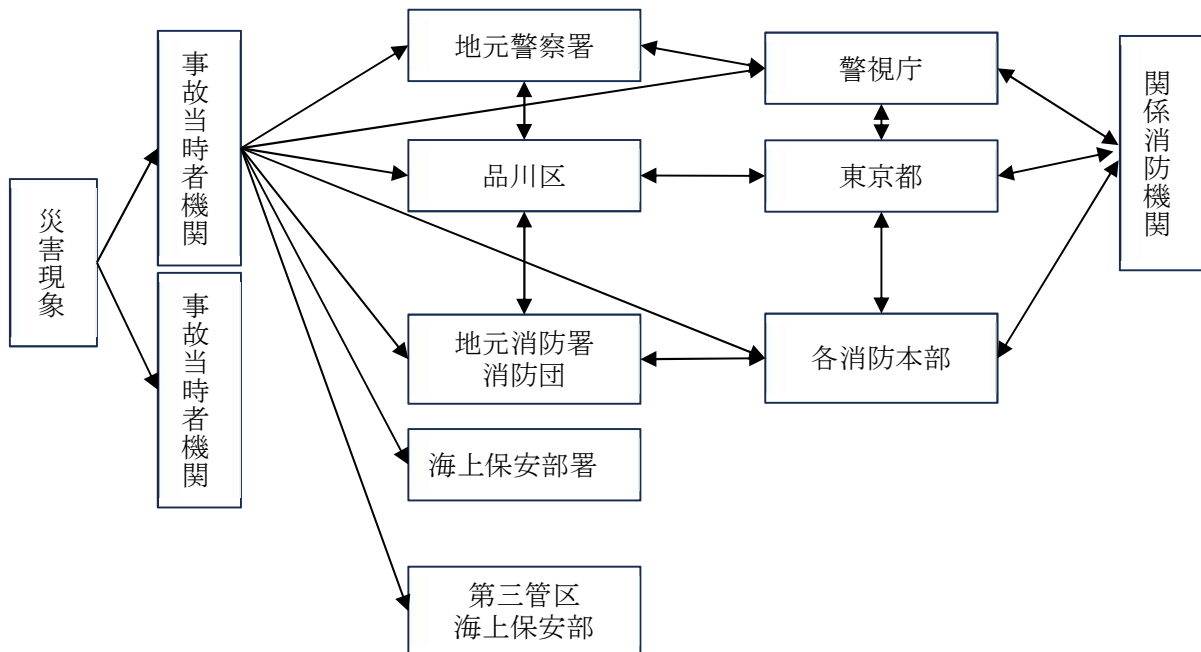 災害現象
事故当時者機関
事故当時者機関
地元警察署
品川区
地元消防署
消防団
海上保安部署
第三管区
海上保安部
警視庁
東京都
各消防本部
関係消防機関